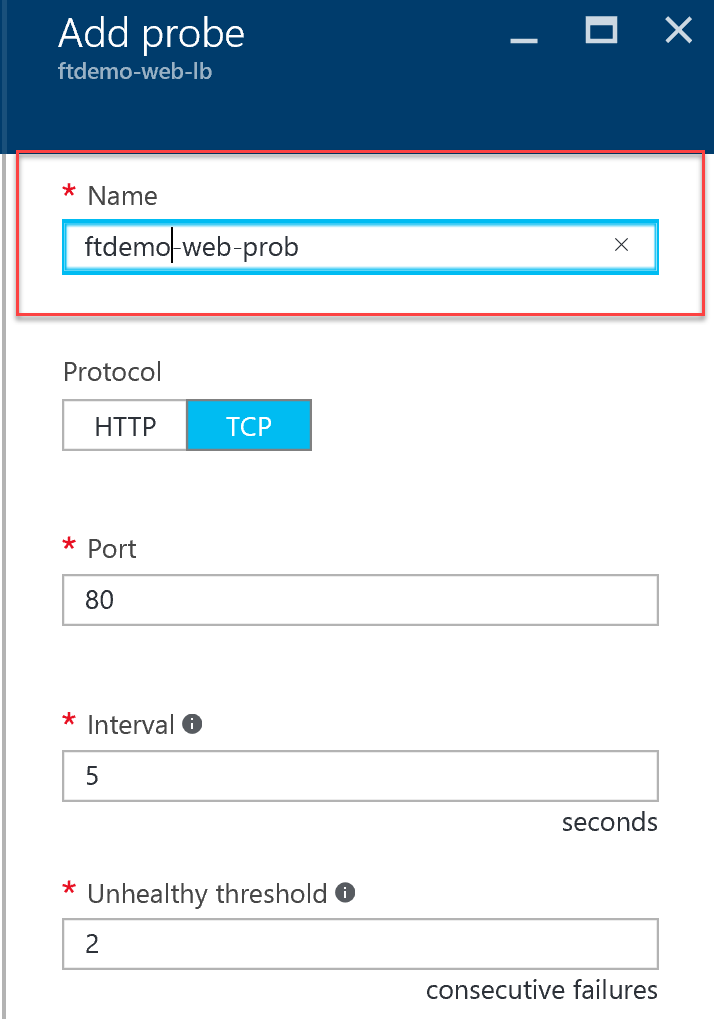 Add probe
ftdemo-web-lb
* Name
ftdemo-web-prob
Protocol
HTTP TCP
* Port
80
* Interval
5
seconds
* Unhealthy threshold
2
consecutive failures